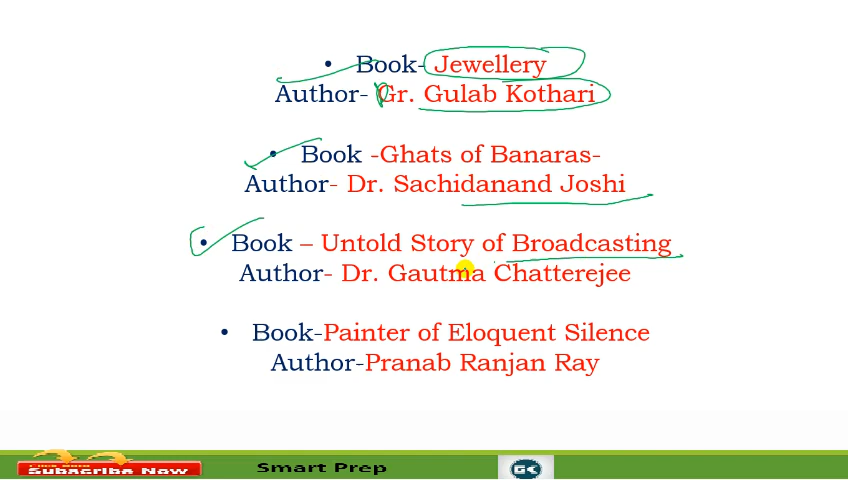 • Book- Jewellery
Author- Gr. Gulab Kothari
• Book -Ghats of Banaras-
Author- Dr. Sachidanand Joshi
• Book – Untold Story of Broadcasting
Author- Dr. Gautma Chatterejee
• Book-Painter of Eloquent Silence
Author-Pranab Ranjan Ray
Subscribe Now
Smart Prep
GK